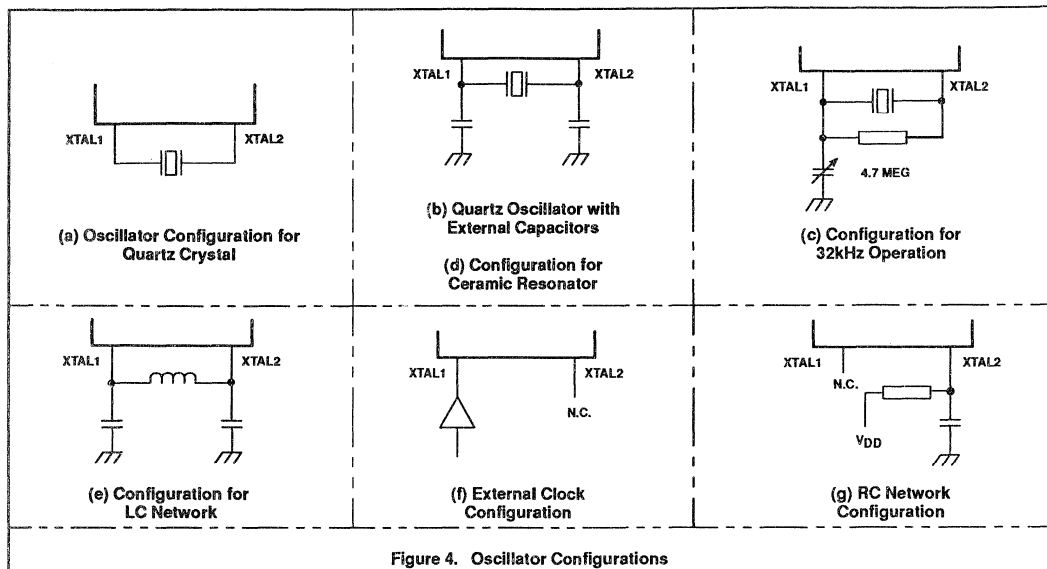 XTAL1
XTAL2
(a) Oscillator Configuration for
Quartz Crystal
XTAL1
XTAL2
(b) Quartz Oscillator with
External Capacitors
(d) Configuration for
Ceramic Resonator
XTAL1
XTAL2
4.7 MEG
(c) Configuration for
32kHz Operation
XTAL1
XTAL2
(e) Configuration for
LC Network
XTAL1
XTAL2
N.C.
(f) External Clock
Configuration
XTAL1
XTAL2
N.C.
VDD
(g) RC Network
Configuration
Figure 4. Oscillator Configurations